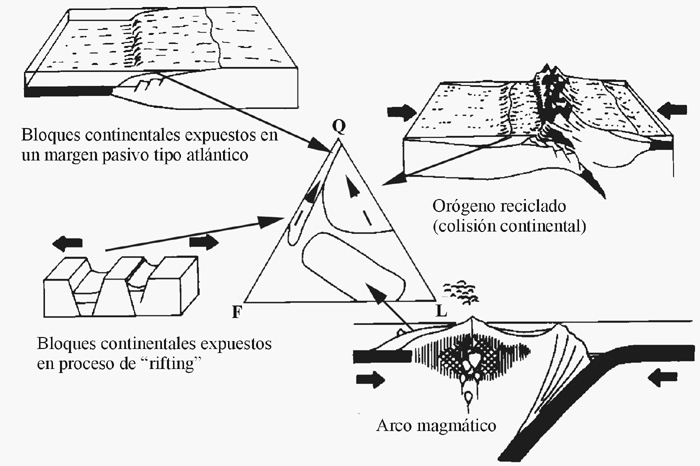 Bloques continentales expuestos en
un margen pasivo tipo atlántico
Q
Orógeno reciclado
(colisión continental)
F
L
Bloques continentales expuestos
en proceso de “rifting”
Arco magmático